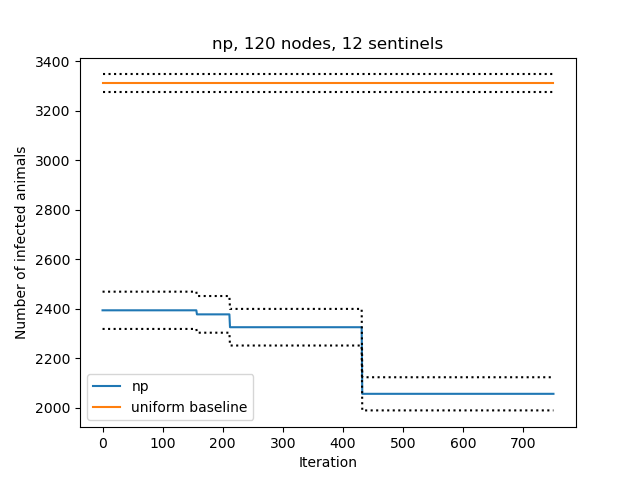 np, 120 nodes, 12 sentinels
3400
3200
3000
2800
2600
2400
2200
2000
Number of infected animals
np
uniform baseline
0 100 200 300 400 500 600 700
Iteration